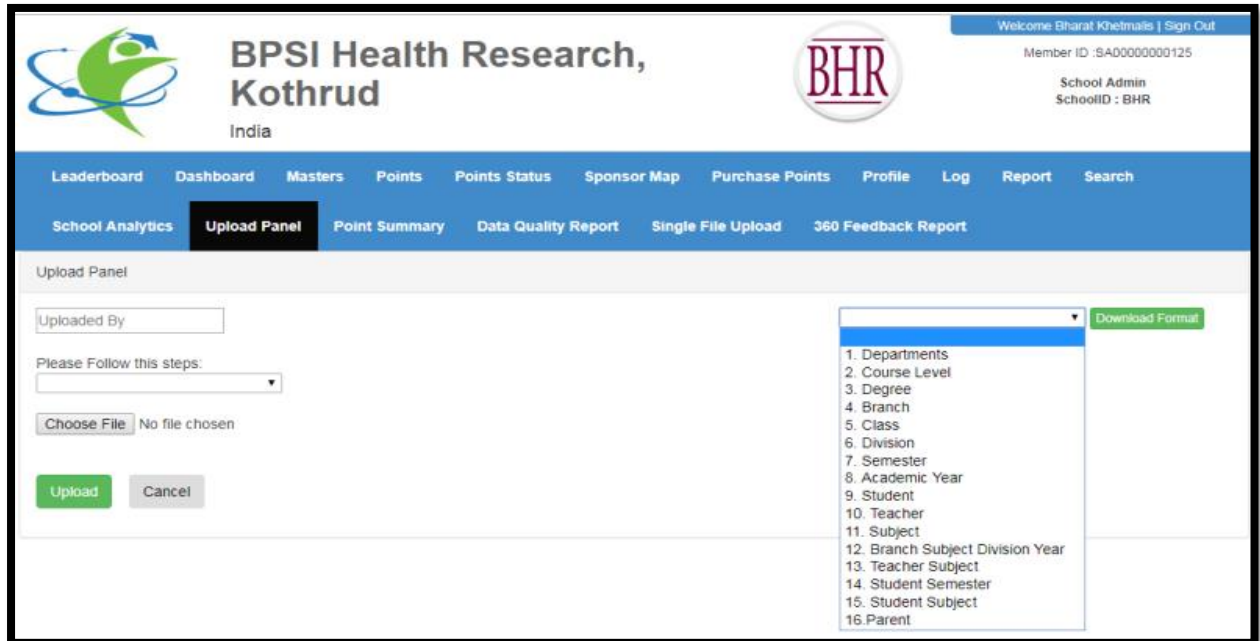 Welcome Bharat Khetmalis | Sign Out
BPSI Health Research,
Kothrud
India
BHR
Member ID :SA00000000125
School Admin
SchoolID : BHR
Leaderboard Dashboard Masters Points Points Status Sponsor Map Purchase Points Profile Log Report Search
School Analytics Upload Panel Point Summary Data Quality Report Single File Upload 360 Feedback Report
Upload Panel
Uploaded By
Download Format
Please Follow this steps:
Choose File No file chosen
Upload Cancel
1. Departments
2. Course Level
3. Degree
4. Branch
5. Class
6. Division
7. Semester
8. Academic Year
9. Student
10. Teacher
11. Subject
12. Branch Subject Division Year
13. Teacher Subject
14. Student Semester
15. Student Subject
16.Parent